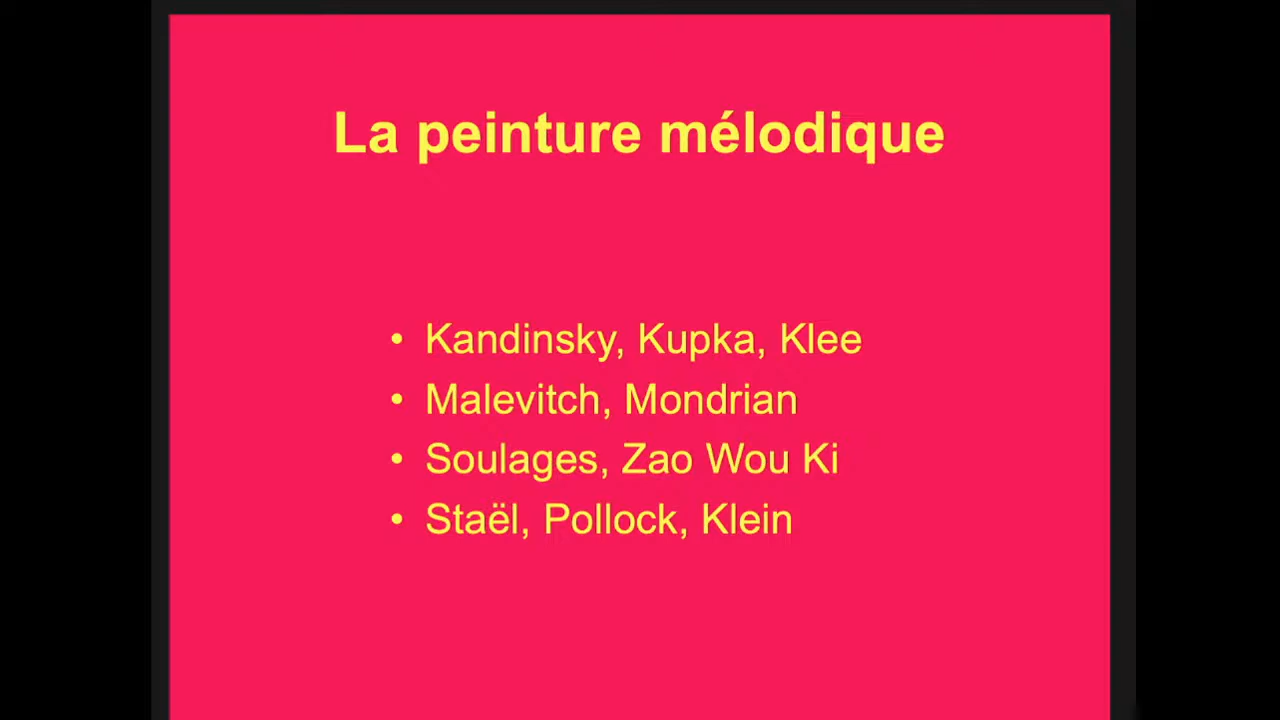 La peinture mélodique
• Kandinsky, Kupka, Klee
• Malevitch, Mondrian
• Soulages, Zao Wou Ki
• Staël, Pollock, Klein